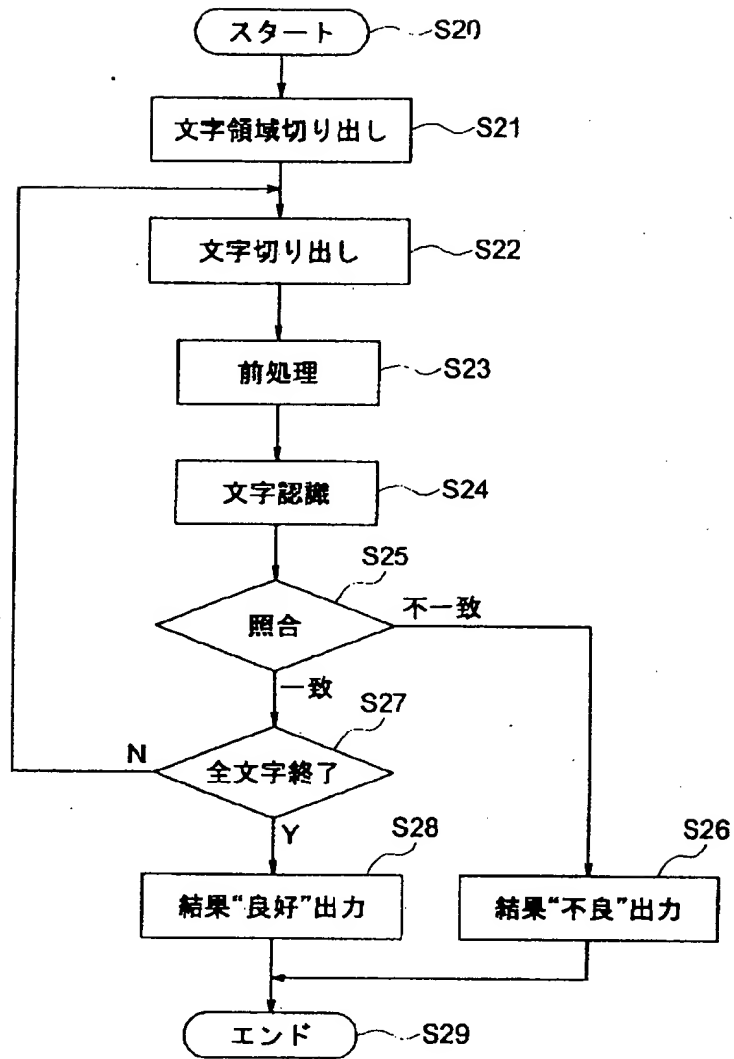 スタート S20
文字領域切り出し S21
文字切り出し S22
前処理 S23
文字認識 S24
S25
照合 不一致
一致
S27
N 全文字終了
Y
S28 S26
結果“良好”出力 結果“不良”出力
エンド S29